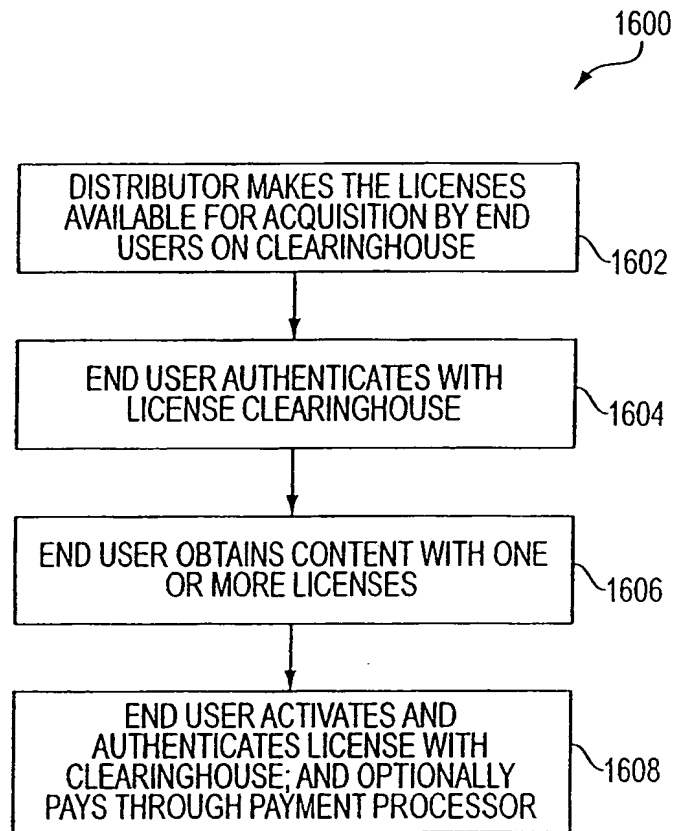 1600
DISTRIBUTOR MAKES THE LICENSES
AVAILABLE FOR ACQUISITION BY END
USERS ON CLEARINGHOUSE
1602
END USER AUTHENTICATES WITH
LICENSE CLEARINGHOUSE
1604
END USER OBTAINS CONTENT WITH ONE
OR MORE LICENSES
1606
END USER ACTIVATES AND
AUTHENTICATES LICENSE WITH
CLEARINGHOUSE; AND OPTIONALLY
PAYS THROUGH PAYMENT PROCESSOR
1608